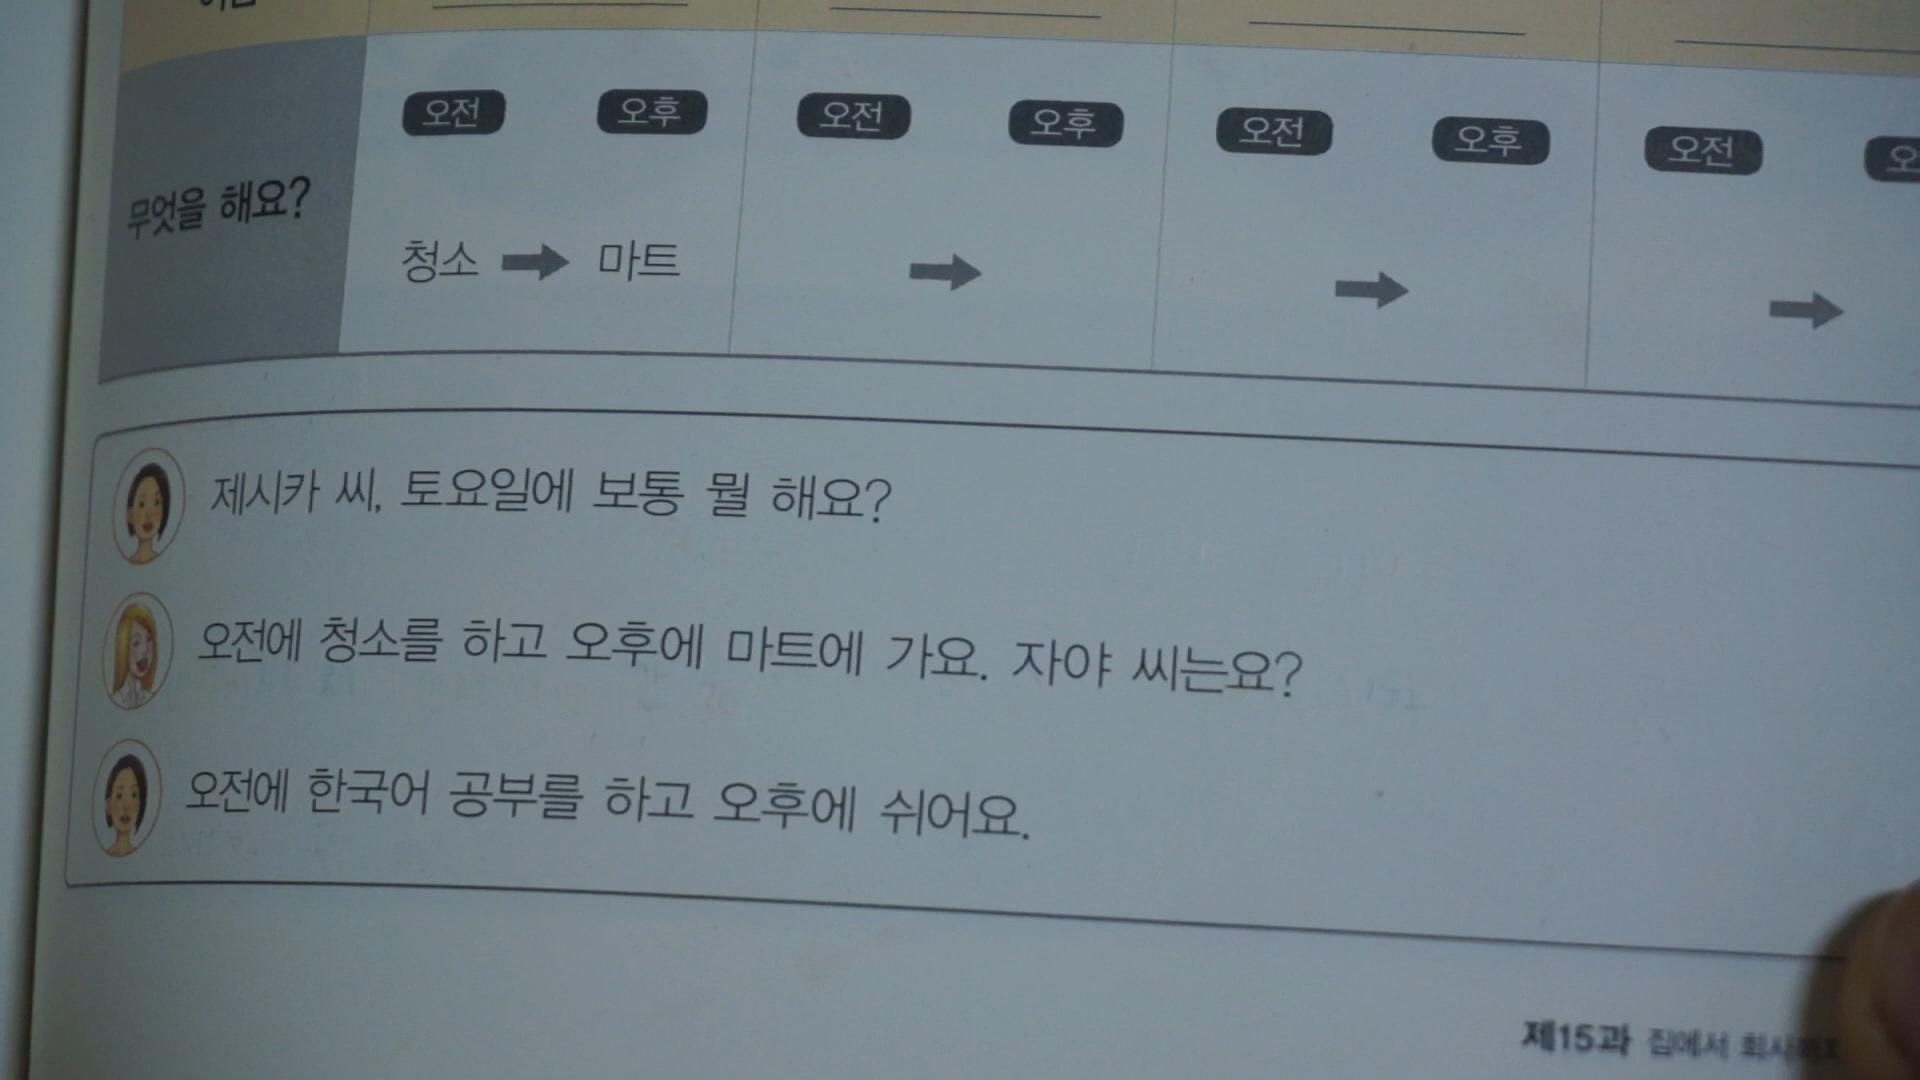 오전 오후 오전 오후 오전 오후 오전
무엇을 해요?
청소 ➡ 마트 ➡ ➡ ➡
제시카 씨, 토요일에 보통 뭘 해요?
오전에 청소를 하고 오후에 마트에 가요. 자야 씨는요?
오전에 한국어 공부를 하고 오후에 쉬어요.
제15과 집에서